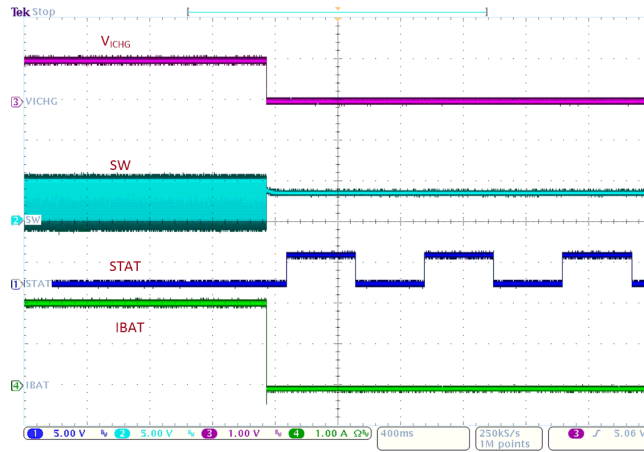 Tek Stop
VICHG
3 VICHG
SW
2 SW
STAT
1 STAT
IBAT
4 IBAT
1 5.00 V 2 5.00 V 3 1.00 V 4 1.00 A Ω 400ms 250kS/s 3 5.06 V
1M points